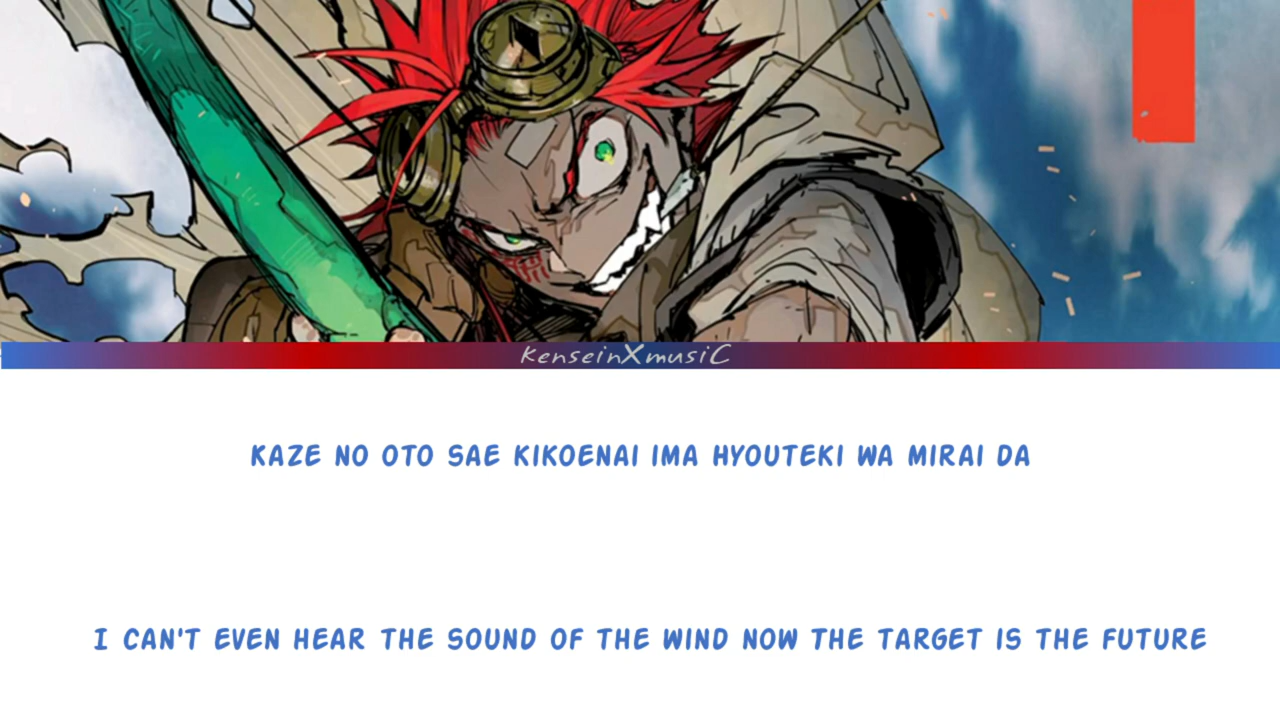 kenseinXmusiC
KAZE NO OTO SAE KIKOENAI IMA HYOUTEKI WA MIRAI DA
I CAN'T EVEN HEAR THE SOUND OF THE WIND NOW THE TARGET IS THE FUTURE